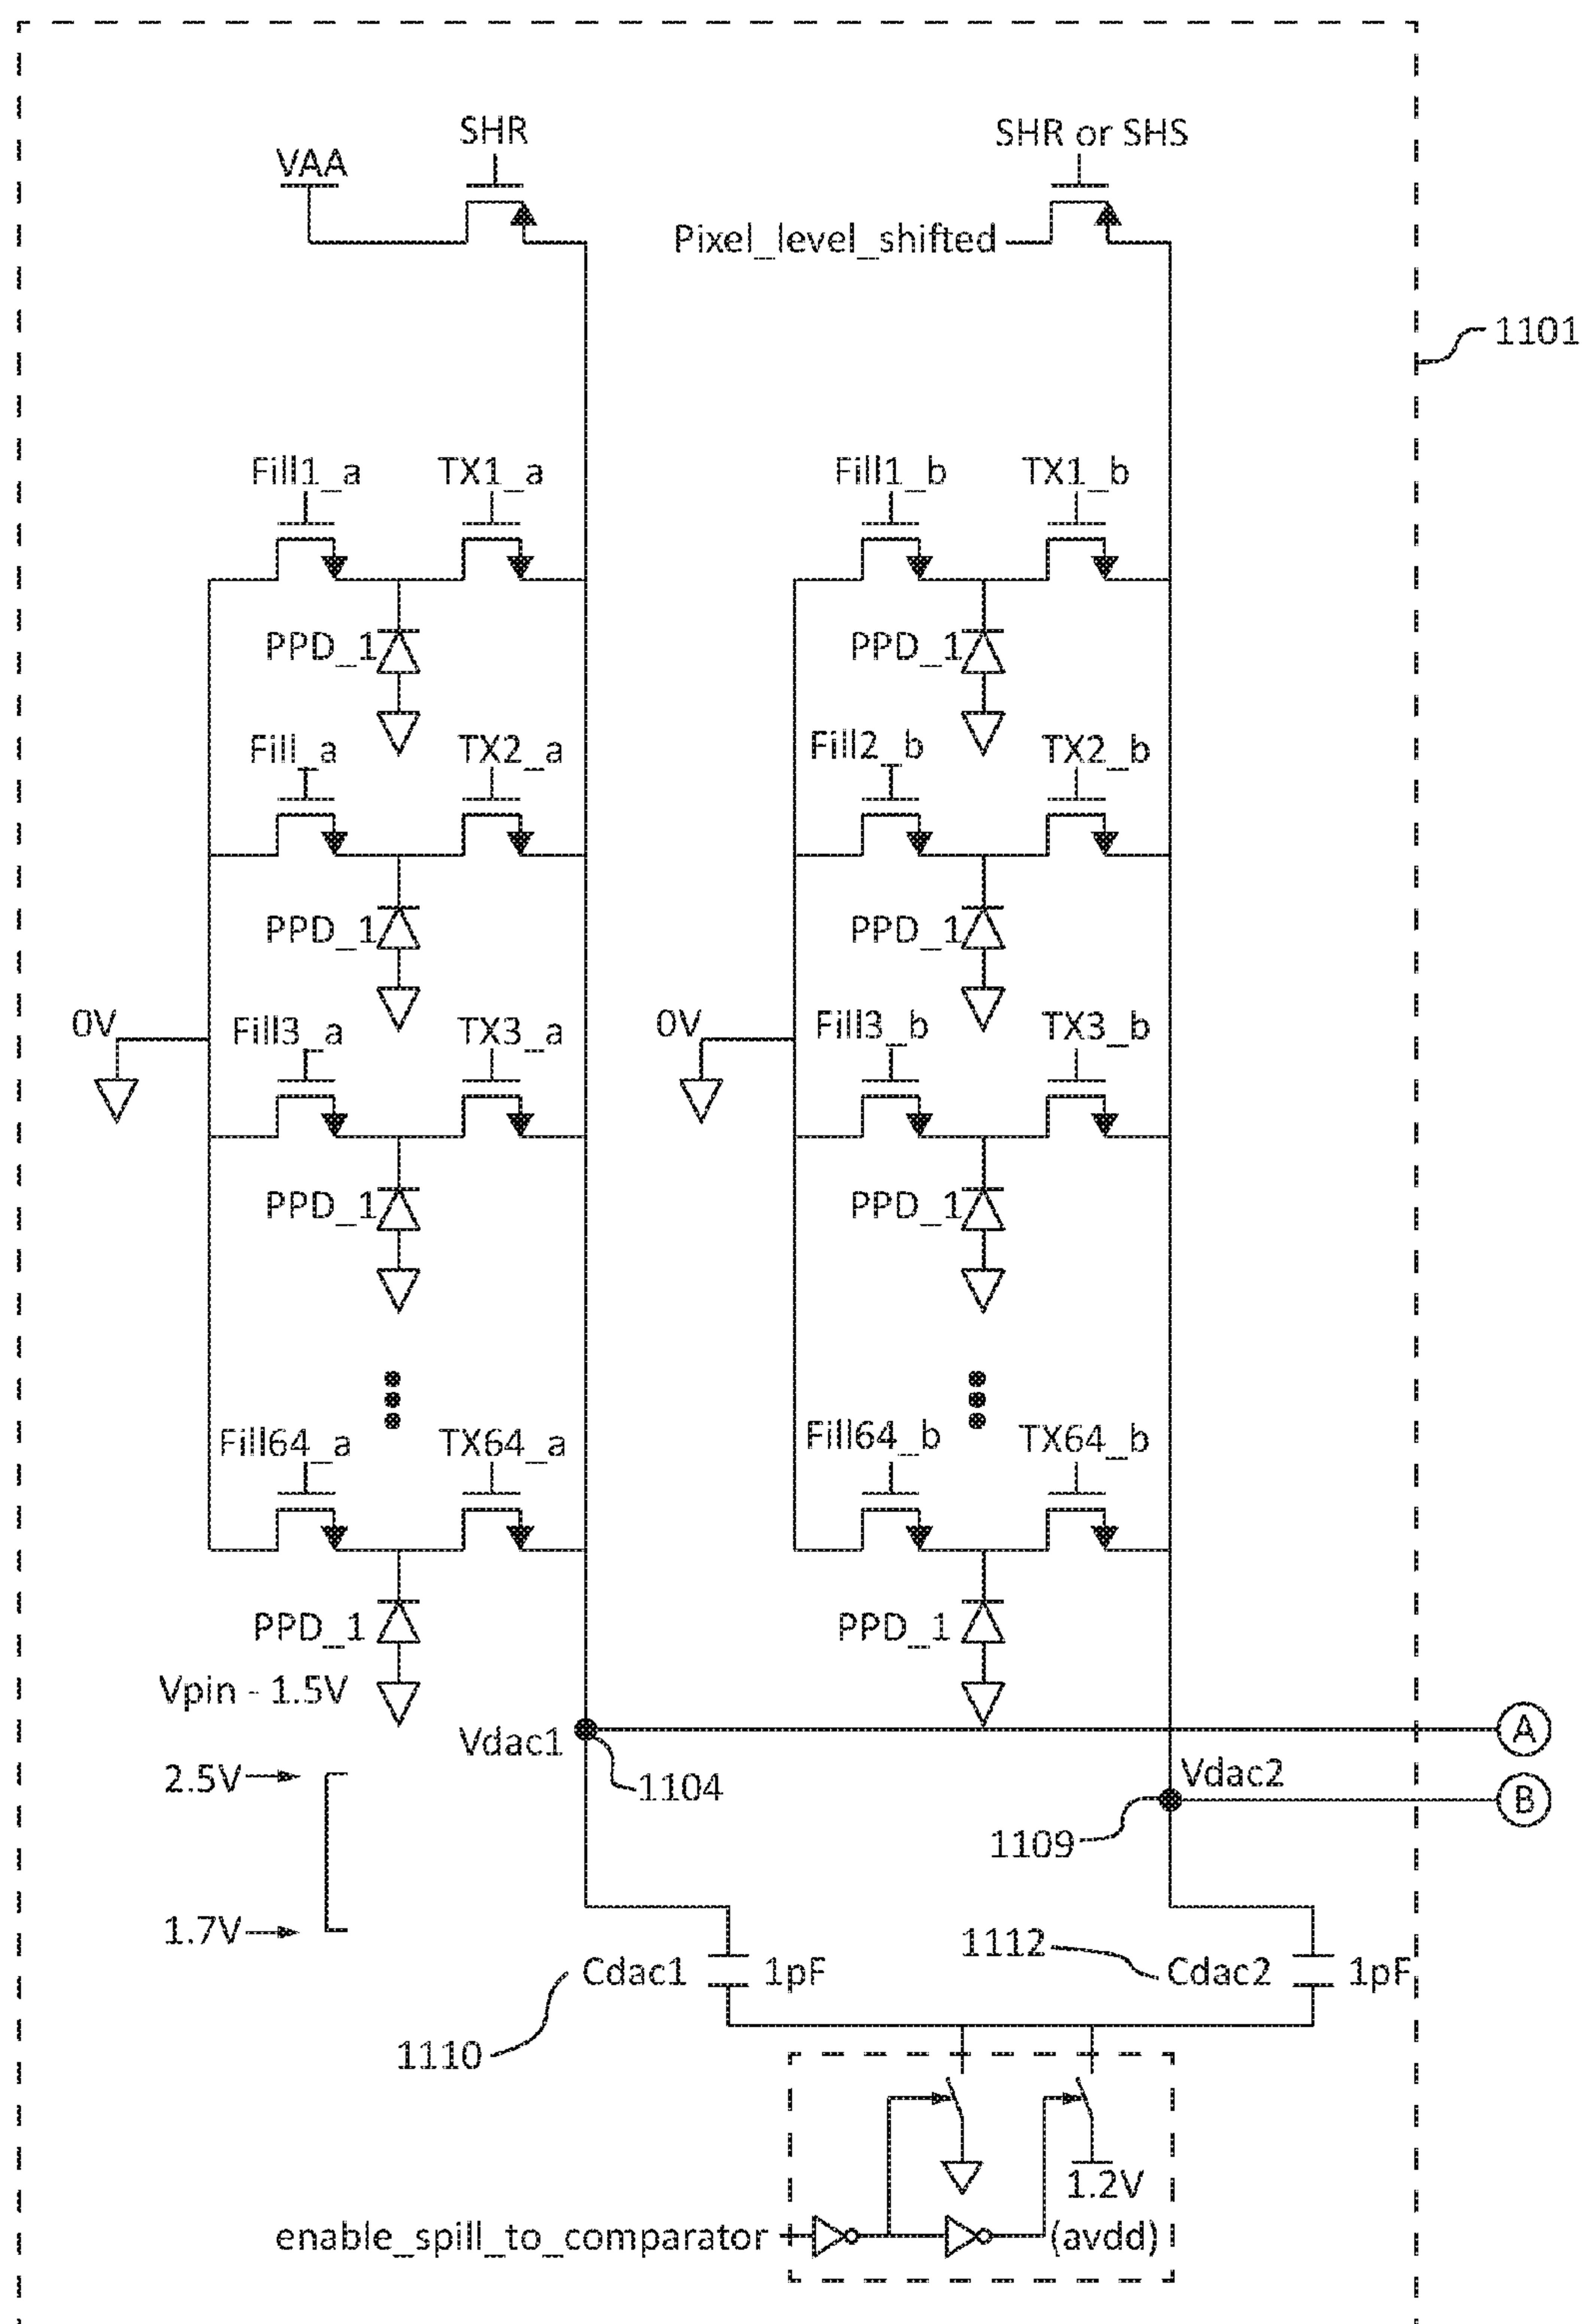 SHR
SHR or SHS
VAA
Pixel_level_shifted
1101
Fill1_a TX1_a
Fill1_b TX1_b
PPD_1
PPD_1
Fill_a TX2_a
Fill2_b TX2_b
PPD_1
PPD_1
0V
Fill3_a TX3_a
0V
Fill3_b TX3_b
PPD_1
PPD_1
Fill64_a TX64_a
Fill64_b TX64_b
PPD_1
PPD_1
Vpin - 1.5V
Vdac1
A
2.5V
1104
Vdac2
B
1109
1.7V
1112
Cdac1 1pF
Cdac2 1pF
1110
1.2V
enable_spill_to_comparator
(avdd)